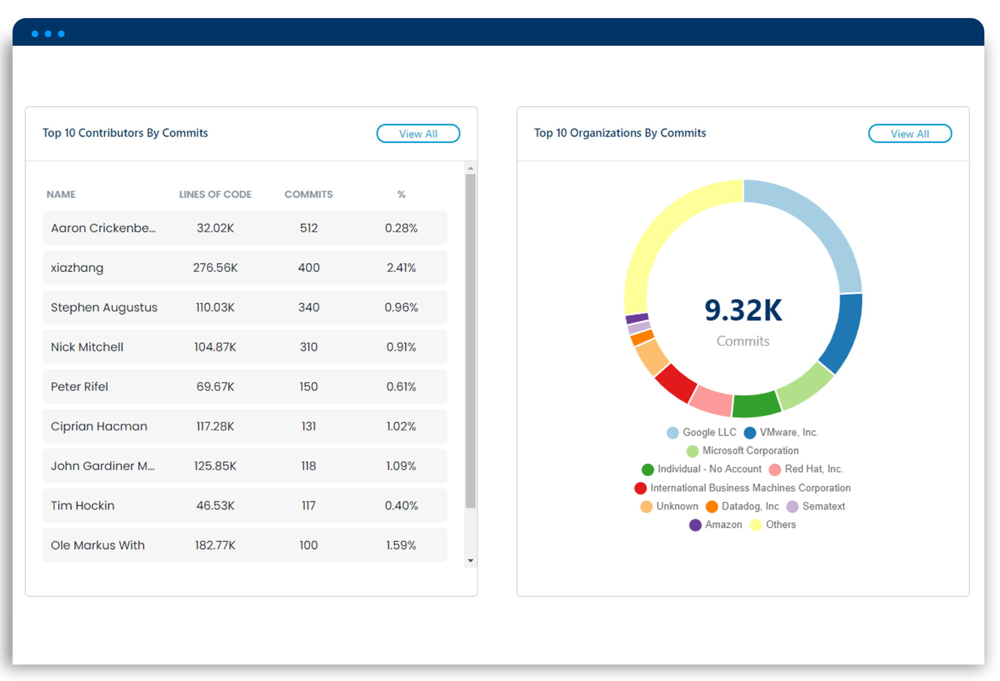 Top 10 Contributors By Commits
View All
NAME LINES OF CODE COMMITS %
Aaron Crickenbe... 32.02K 512 0.28%
xiazhang 276.56K 400 2.41%
Stephen Augustus 110.03K 340 0.96%
Nick Mitchell 104.87K 310 0.91%
Peter Rifel 69.67K 150 0.61%
Ciprian Hacman 117.28K 131 1.02%
John Gardiner M... 125.85K 118 1.09%
Tim Hockin 46.53K 117 0.40%
Ole Markus With 182.77K 100 1.59%
Top 10 Organizations By Commits
View All
9.32K
Commits
Google LLC VMware, Inc.
Microsoft Corporation
Individual - No Account Red Hat, Inc.
International Business Machines Corporation
Unknown Datadog, Inc Sematext
Amazon Others